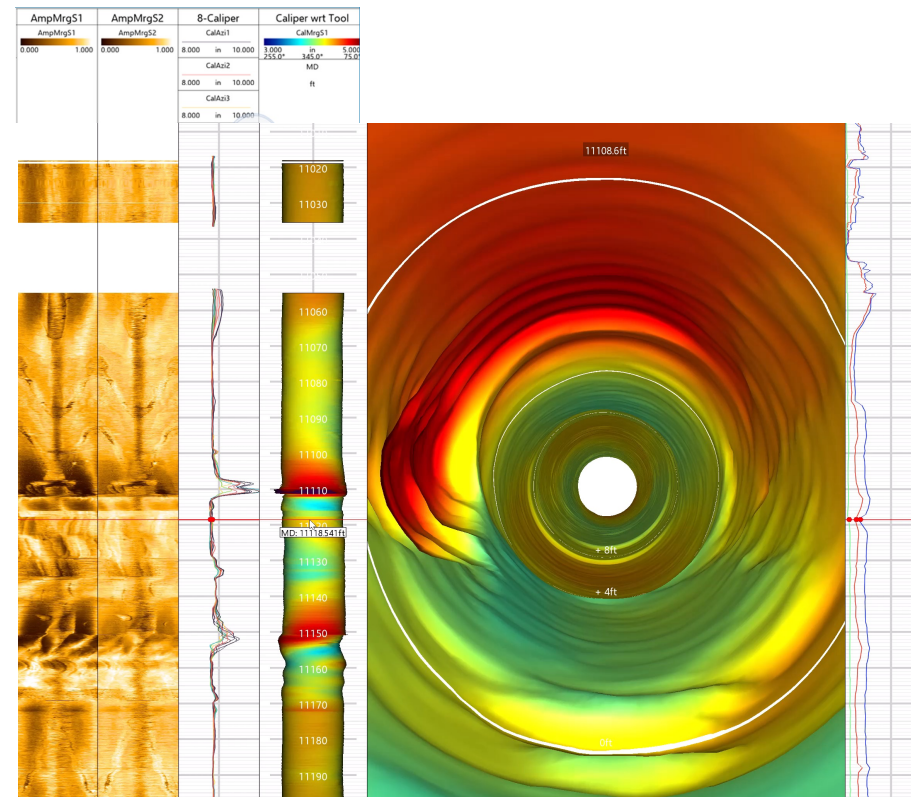 AmpMrgS1 AmpMrgS2 8-Caliper Caliper wrt Tool
AmpMrgS1 AmpMrgS2 CalAzi1 CalMrgS1
0.000 1.000 0.000 1.000 8.000 in 10.000 3.000 in 5.000
255.0° 345.0° 75.0°
CalAzi2 MD
8.000 in 10.000 ft
CalAzi3
8.000 in 10.000
11108.6ft
11020
11030
11060
11070
11080
11090
11100
11110
MD: 11118.541ft
11130
11140
11150
11160
11170
11180
11190
+ 8ft
+ 4ft
0ft